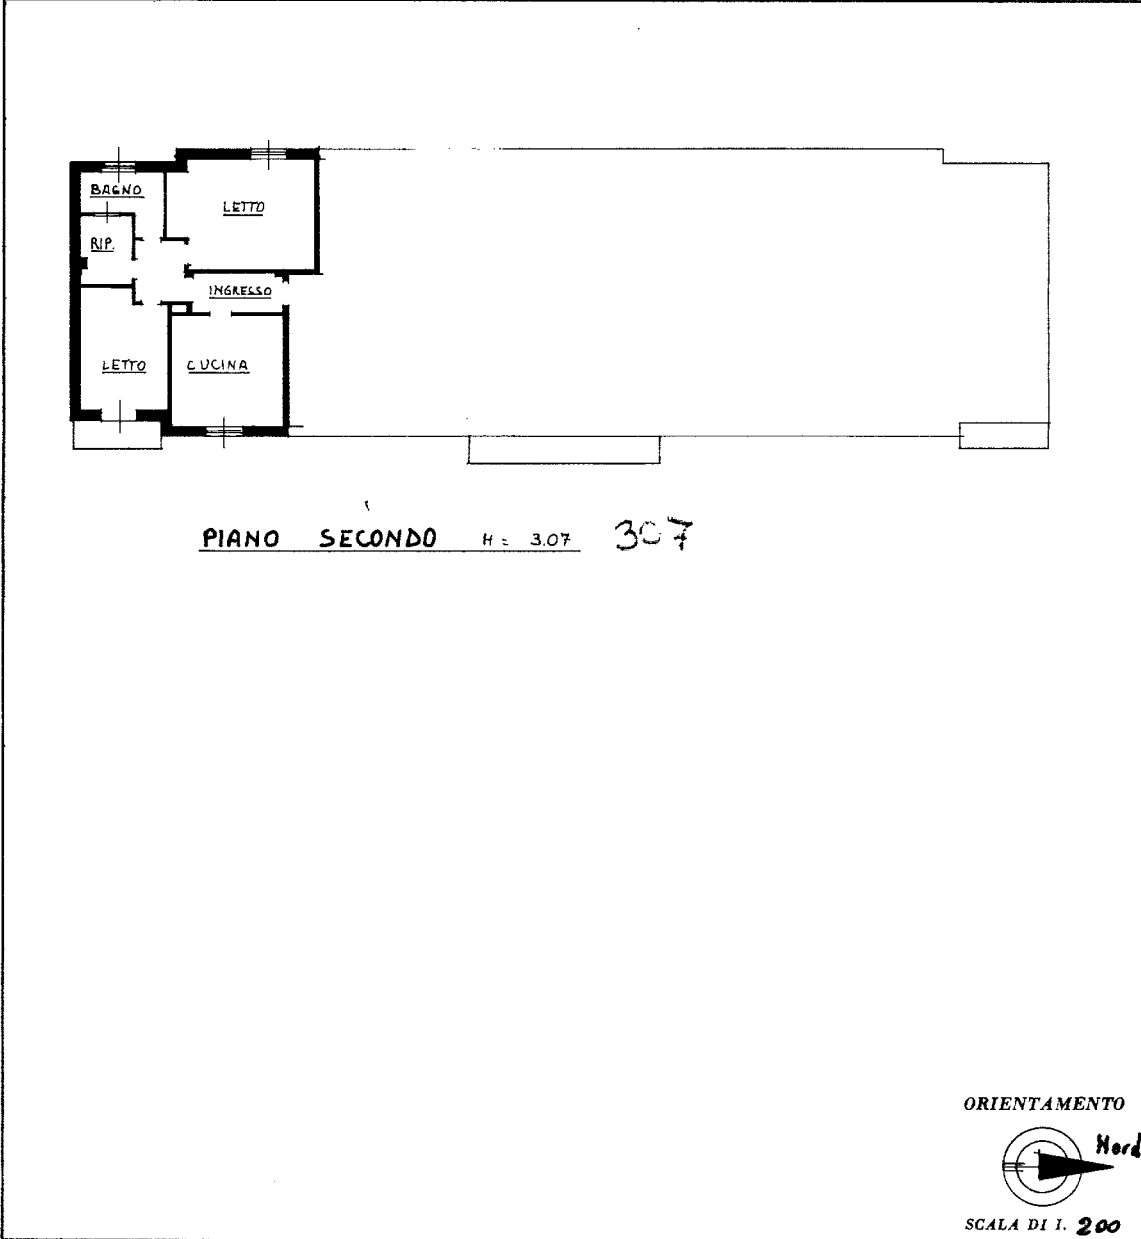 BAGNO
LETTO
RIP.
INGRESSO
LETTO
CUCINA
PIANO SECONDO H = 3.07 307
ORIENTAMENTO
Nord
SCALA DI 1. 200